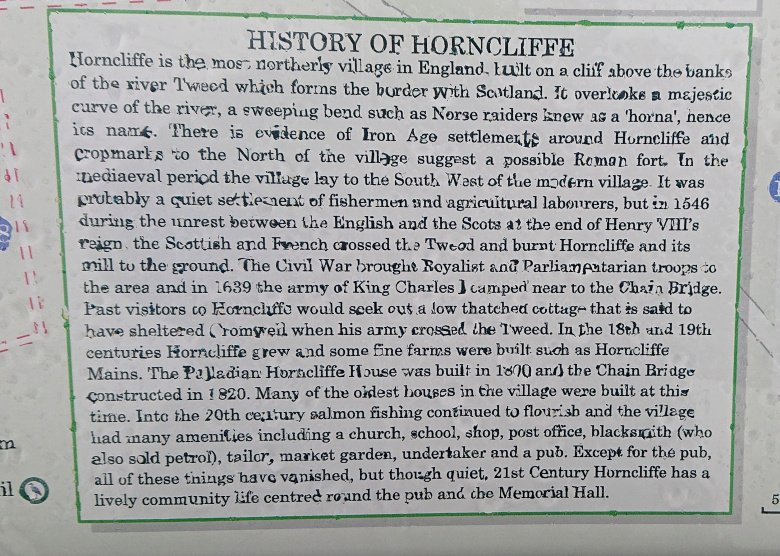 HISTORY OF HORNCLIFFE
Horncliffe is the most northerly village in England, built on a cliff above the banks
of the river Tweed which forms the border with Scotland. It overlooks a majestic
curve of the river, a sweeping bend such as Norse raiders knew as a 'horna', hence
its name. There is evidence of Iron Age settlements around Horncliffe and
cropmarks to the North of the village suggest a possible Roman fort. In the
mediaeval period the village lay to the South West of the modern village. It was
probably a quiet settlement of fishermen and agricultural labourers, but in 1546
during the unrest between the English and the Scots at the end of Henry VIII's
reign, the Scottish and French crossed the Tweed and burnt Horncliffe and its
mill to the ground. The Civil War brought Royalist and Parliamentarian troops to
the area and in 1639 the army of King Charles I camped near to the Chain Bridge.
Past visitors to Horncliffe would seek out a low thatched cottage that is said to
have sheltered Cromwell when his army crossed the Tweed. In the 18th and 19th
centuries Horncliffe grew and some fine farms were built such as Horncliffe
Mains. The Palladian Horncliffe House was built in and the Chain Bridge
constructed in 1820. Many of the oldest houses in the village were built at this
time. Into the 20th century salmon fishing continued to flourish and the village
had many amenities including a church, school, shop, post office, blacksmith (who
also sold petrol), tailor, market garden, undertaker and a pub. Except for the pub,
all of these things have vanished, but though quiet, 21st Century Horncliffe has a
lively community life centred round the pub and the Memorial Hall.